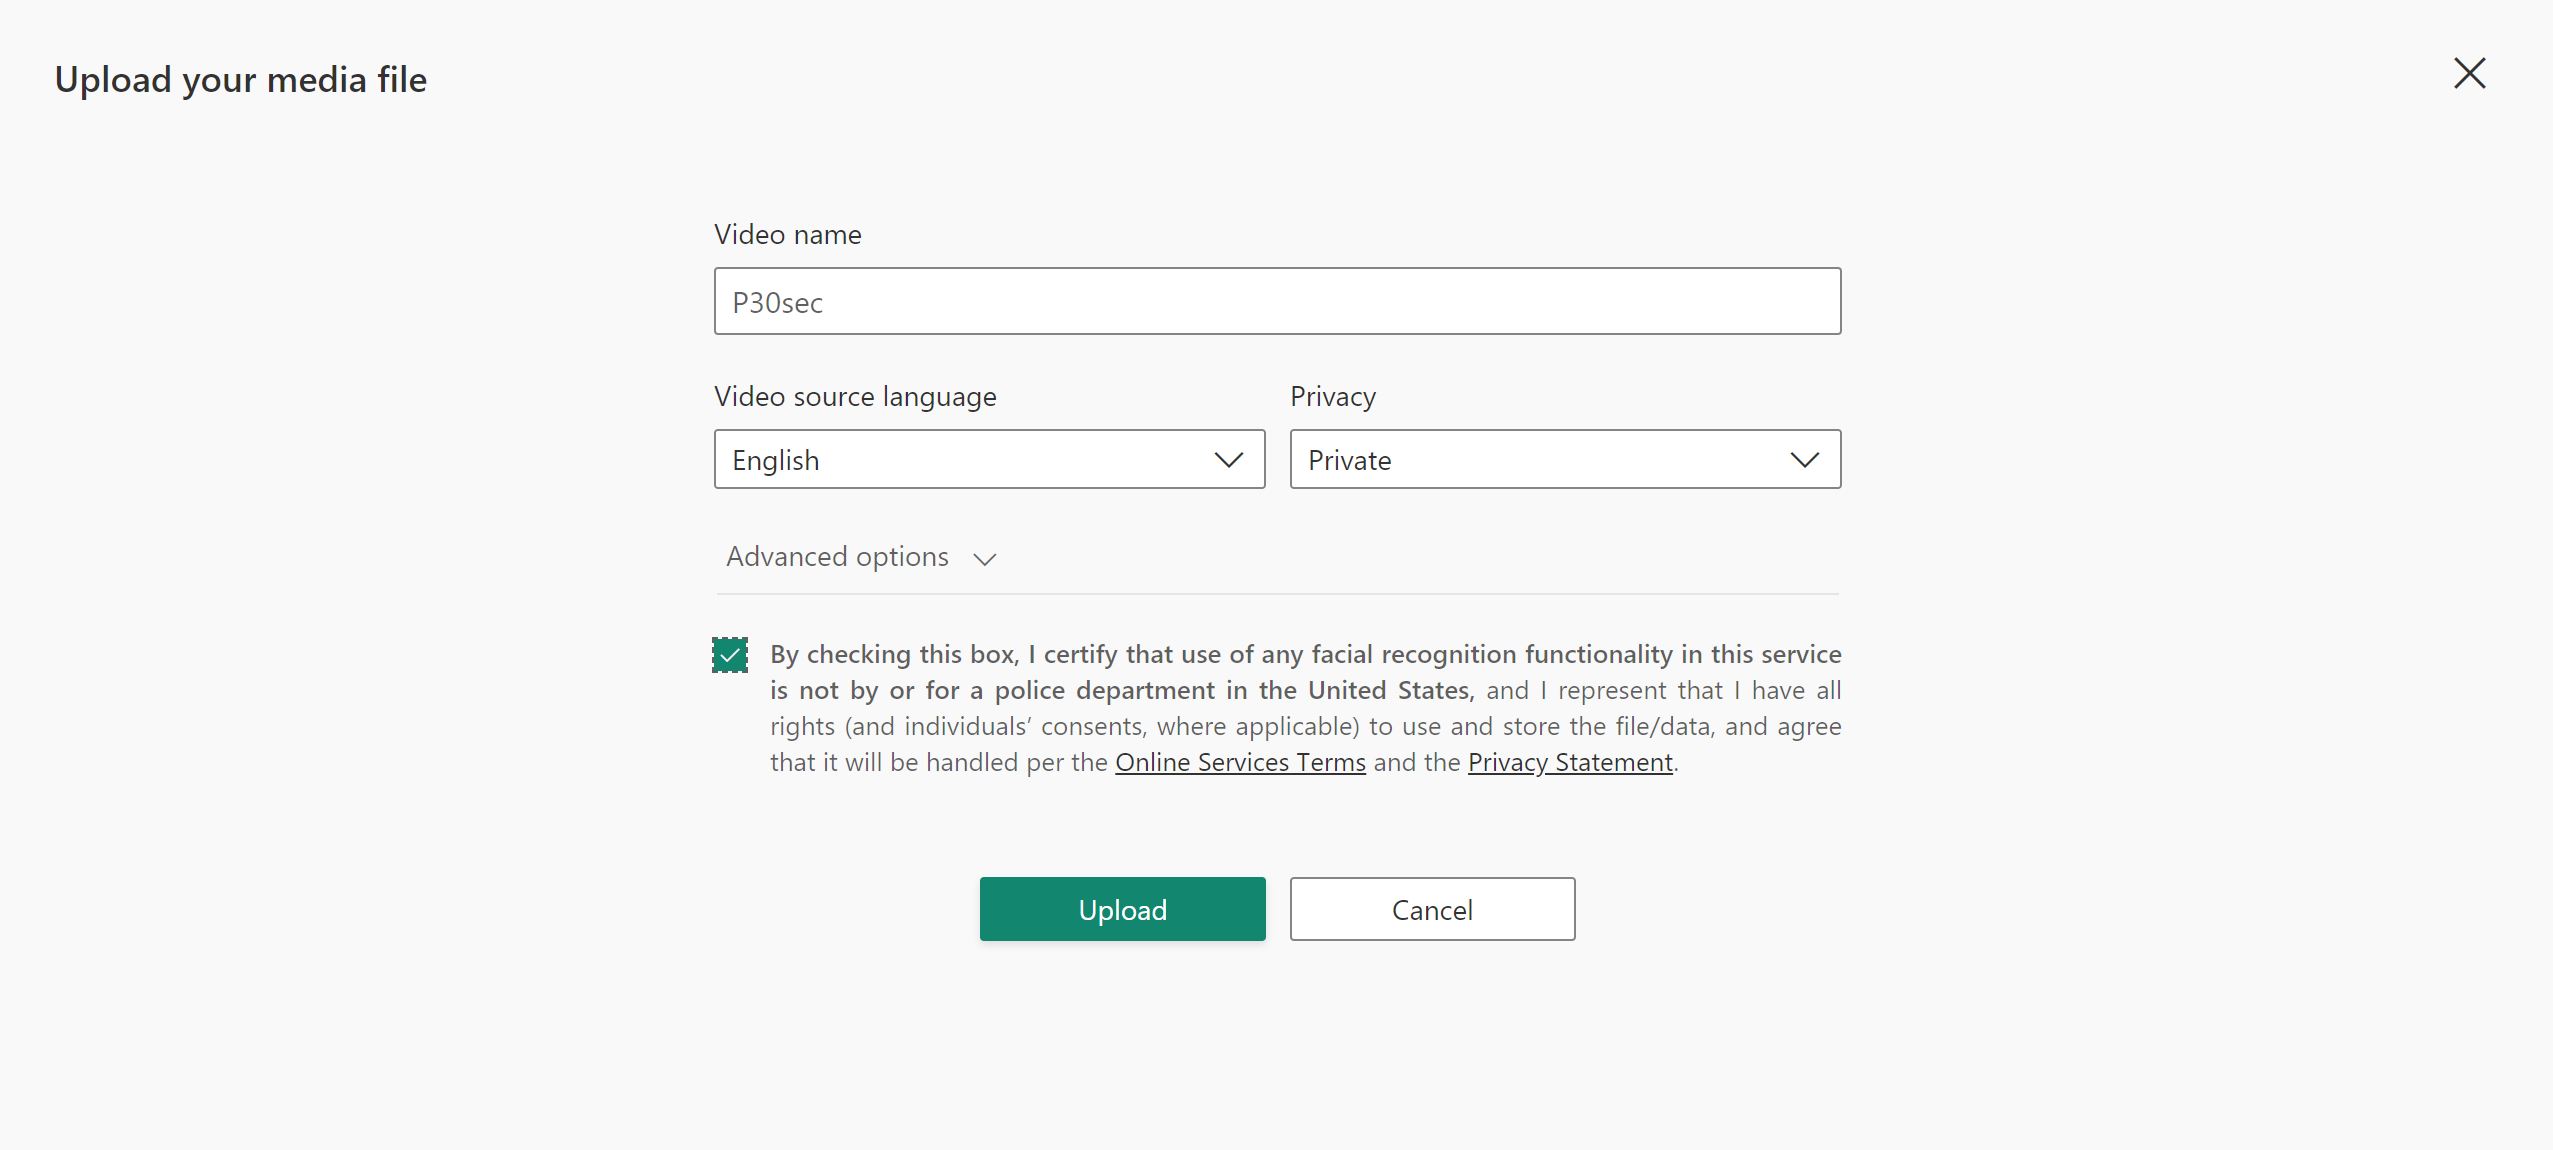 Upload your media file
Video name
P30sec
Video source language
Privacy
English
Private
Advanced options
By checking this box, I certify that use of any facial recognition functionality in this service
is not by or for a police department in the United States, and I represent that I have all
rights (and individuals’ consents, where applicable) to use and store the file/data, and agree
that it will be handled per the Online Services Terms and the Privacy Statement.
Upload
Cancel